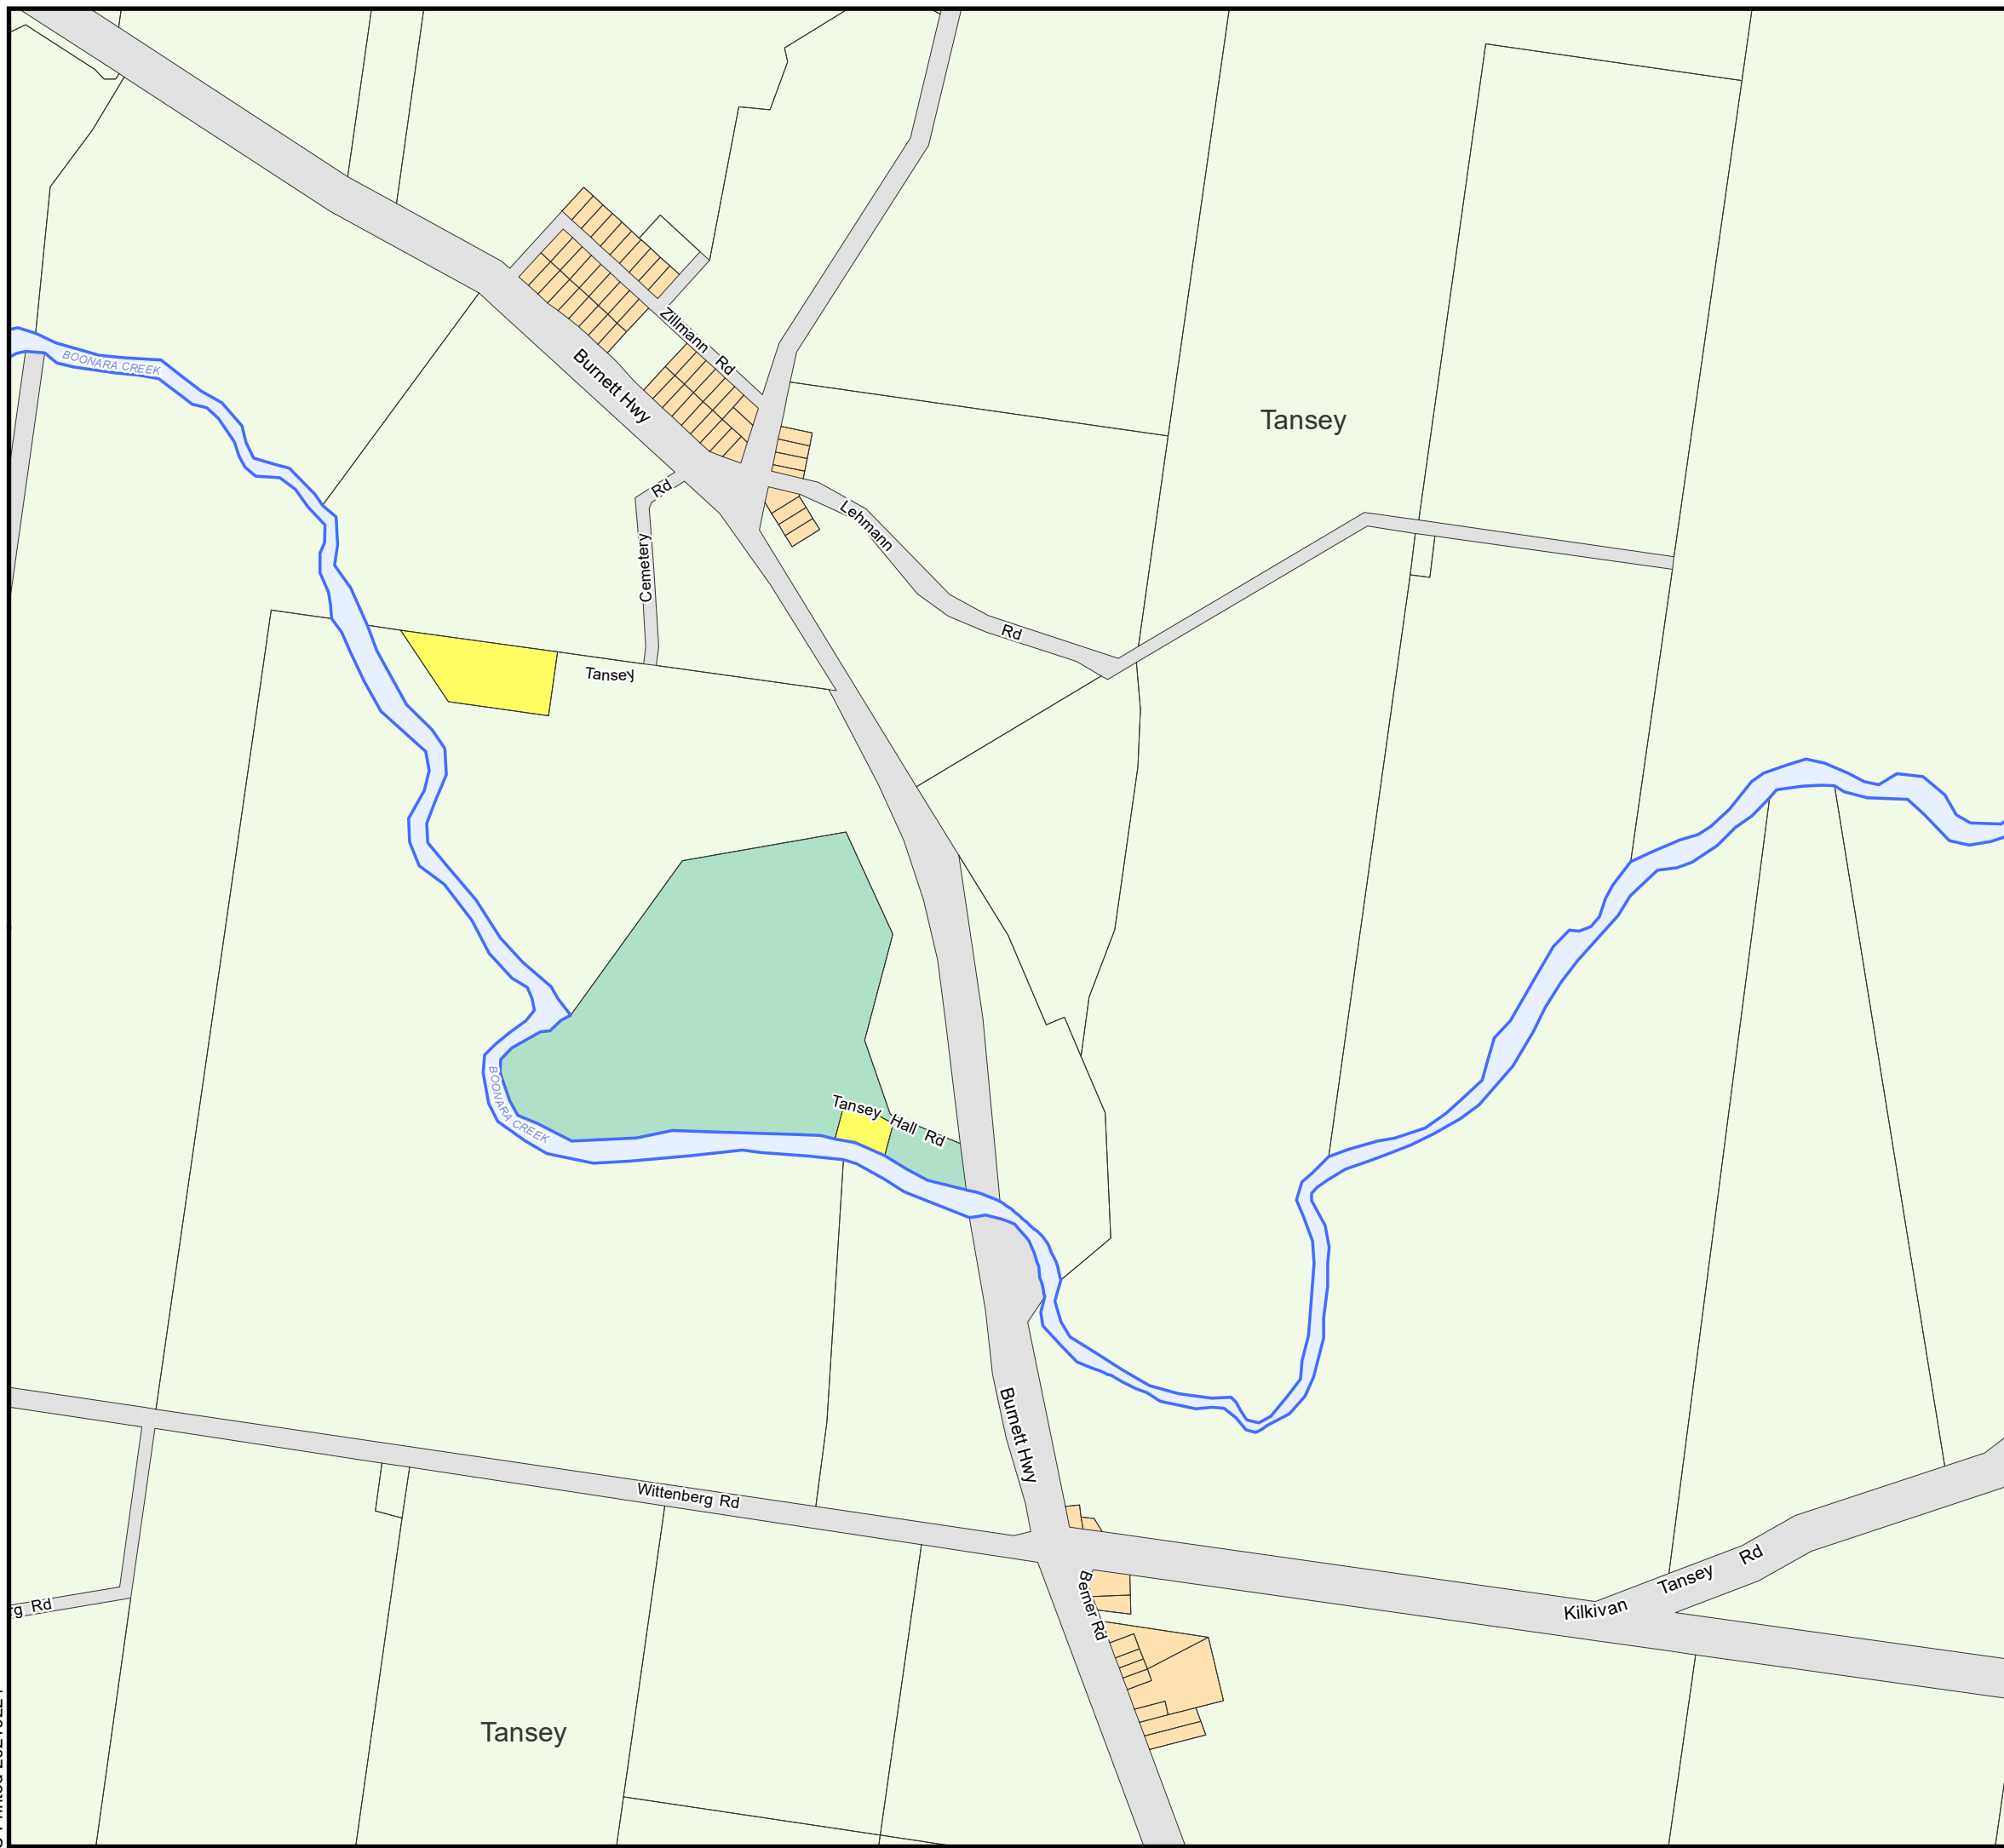 BOONARA CREEK
Zillmann Rd
Burnett Hwy
Tansey
Rd
Lehmann
Cemetery
Rd
Tansey
BOONARA CREEK
Tansey Hall Rd
Burnett Hwy
Wittenberg Rd
Tansey Rd
Kilkivan
Bemer Rd
Rd
Tansey